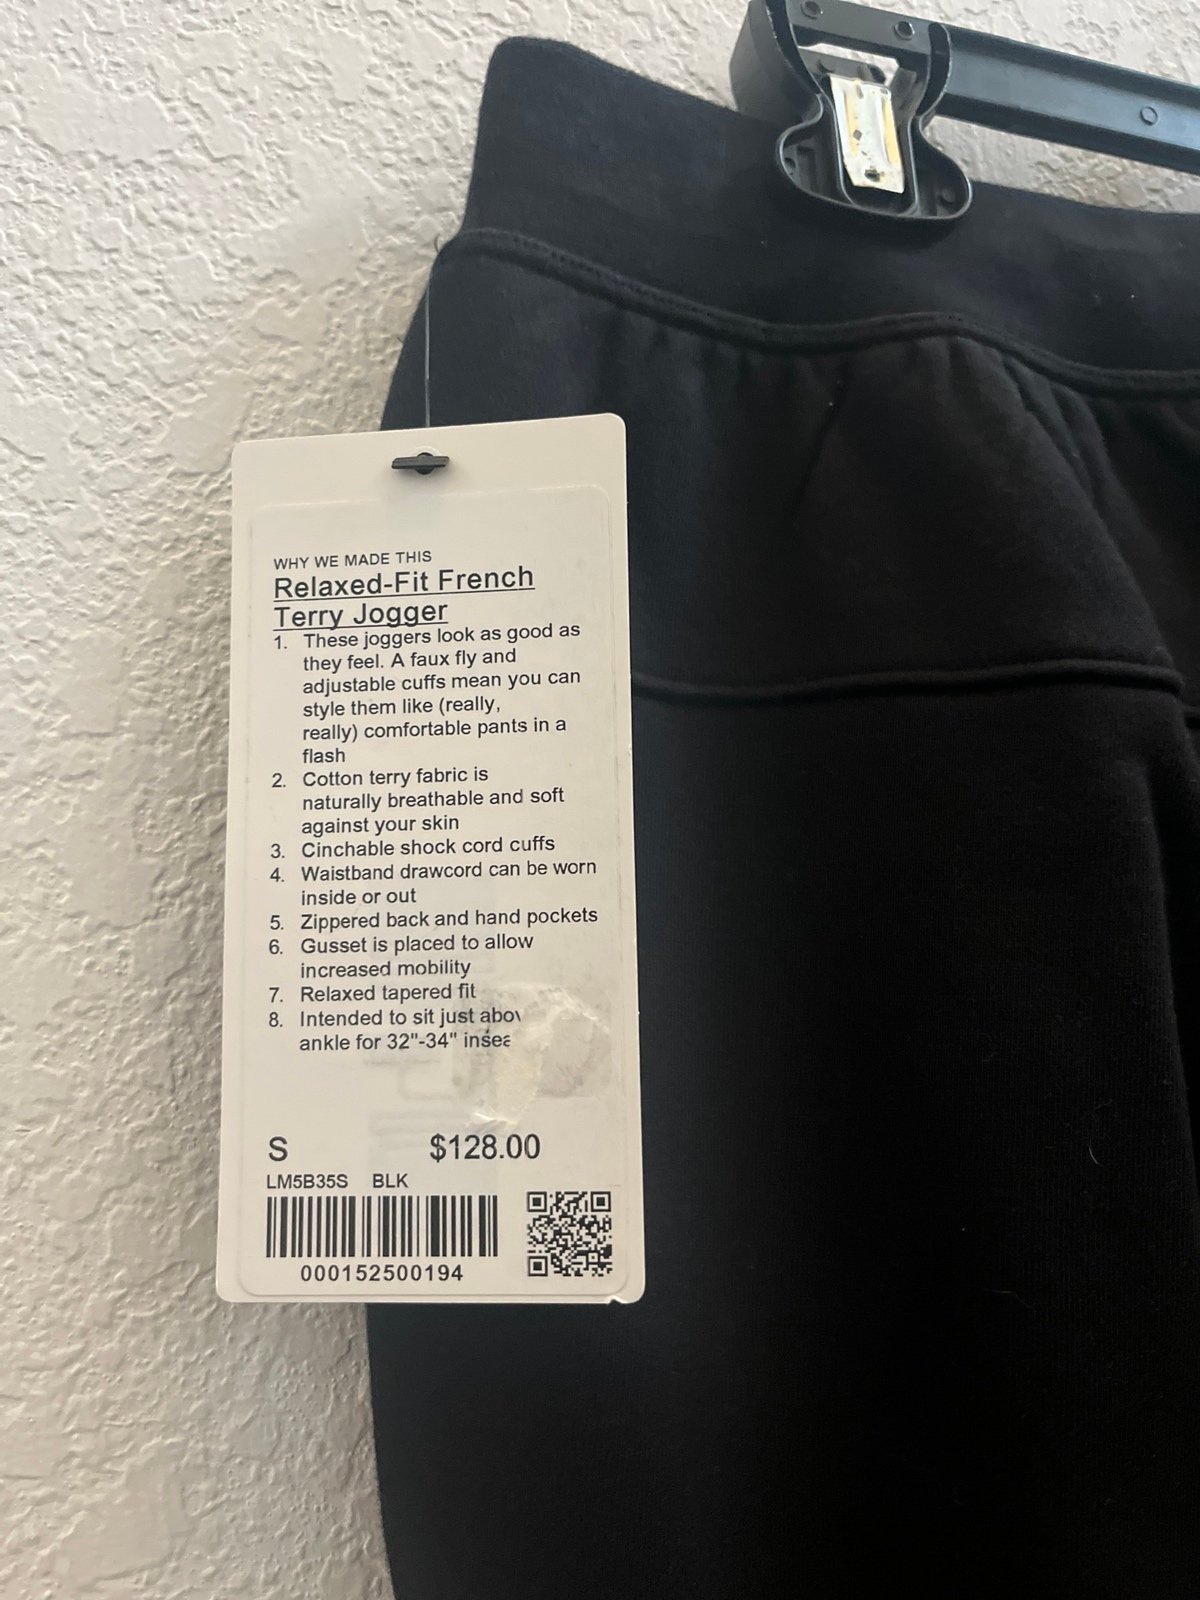 WHY WE MADE THIS
Relaxed-Fit French
Terry Jogger
1. These joggers look as good as
they feel. A faux fly and
adjustable cuffs mean you can
style them like (really,
really) comfortable pants in a
flash
2. Cotton terry fabric is
naturally breathable and soft
against your skin
3. Cinchable shock cord cuffs
4. Waistband drawcord can be worn
inside or out
5. Zippered back and hand pockets
6. Gusset is placed to allow
increased mobility
7. Relaxed tapered fit
8. Intended to sit just
ankle for 32"-34"
S $128.00
LM5B35S BLK
000152500194